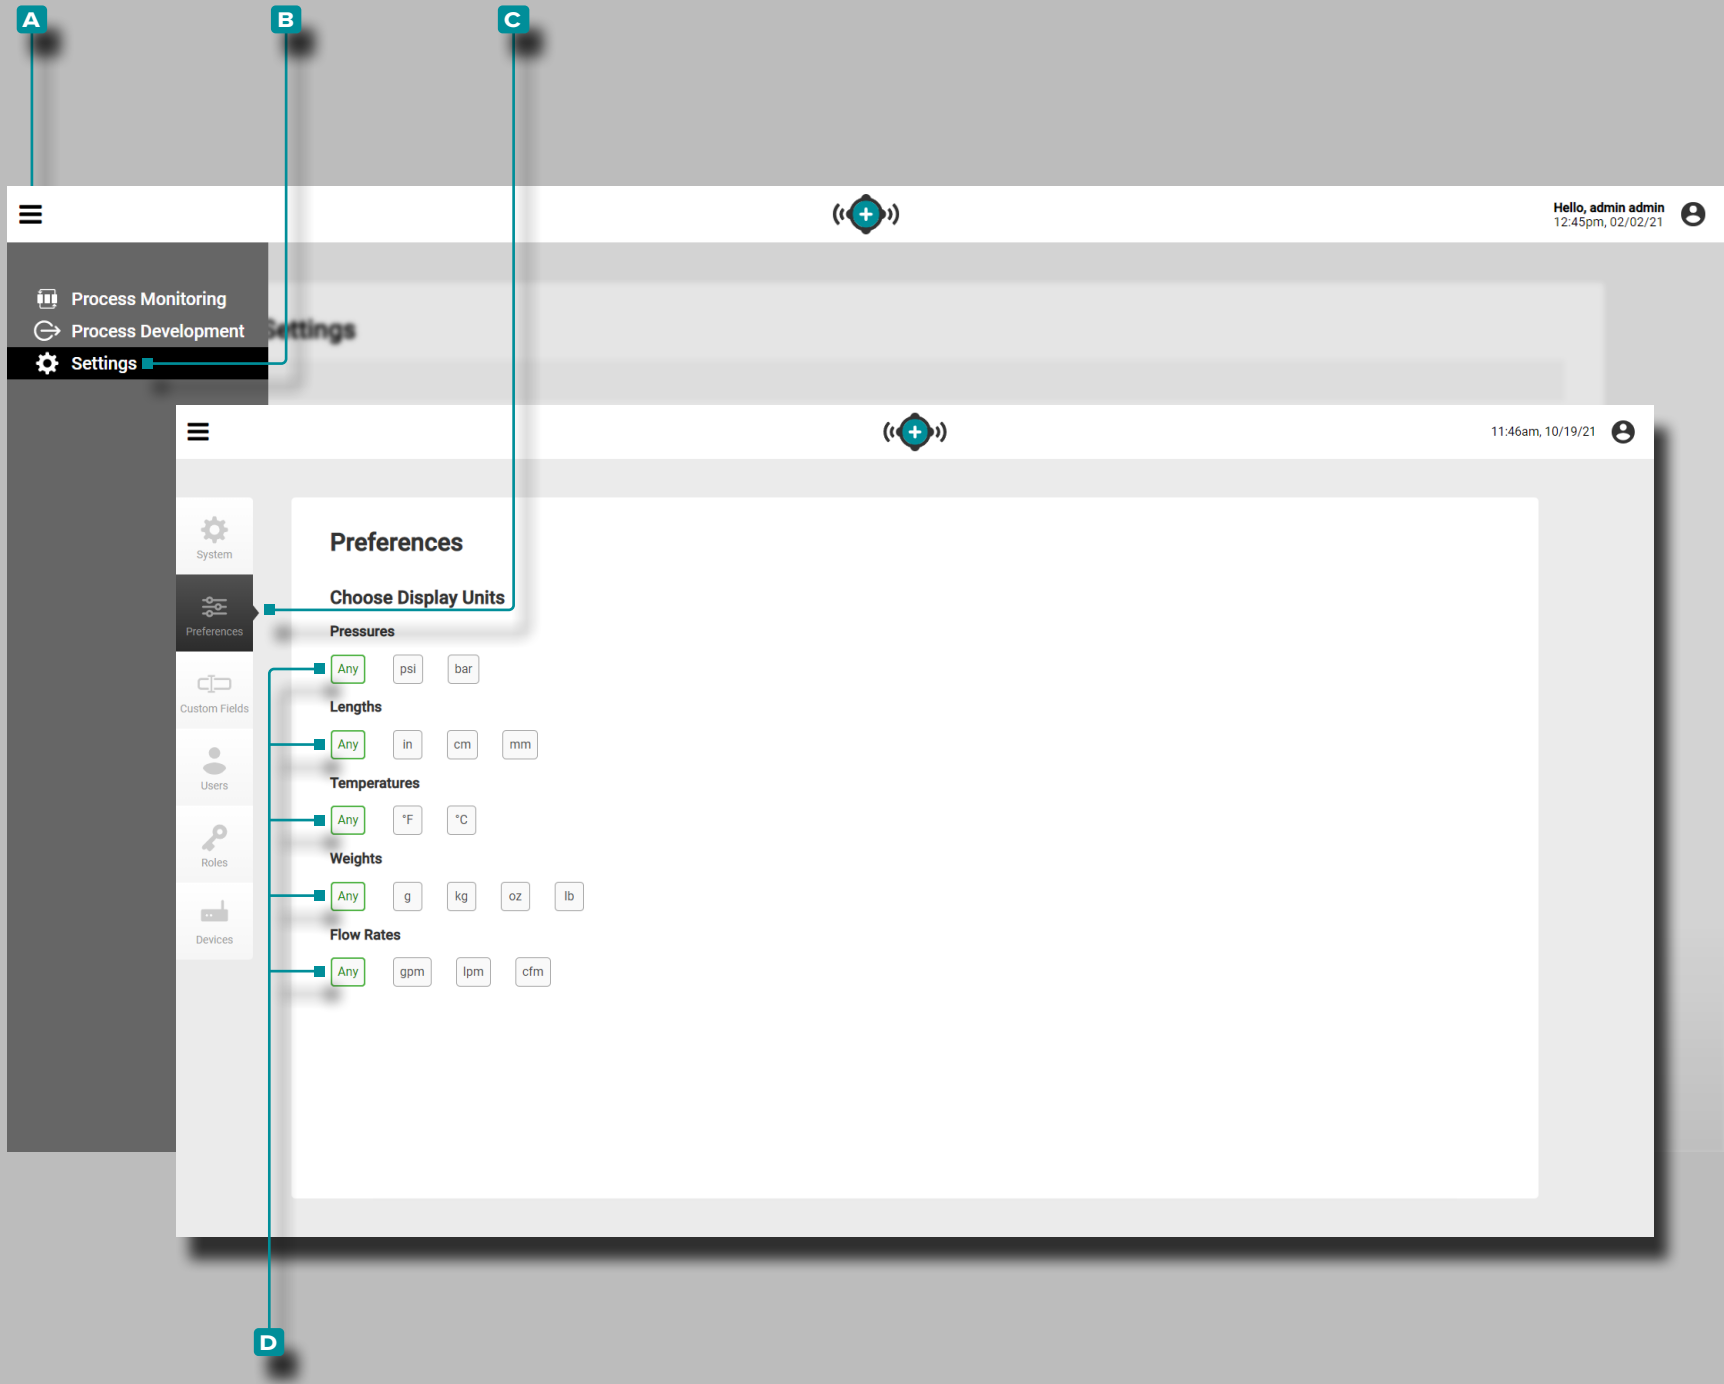 A B C
Hello, admin admin
12:45pm, 02/02/21
Process Monitoring
Process Development
Settings
Settings
11:46am, 10/19/21
System
Preferences
Custom Fields
Users
Roles
Devices
Preferences
Choose Display Units
Pressures
Any psi bar
Lengths
Any in cm mm
Temperatures
Any °F °C
Weights
Any g kg oz lb
Flow Rates
Any gpm lpm cfm
D